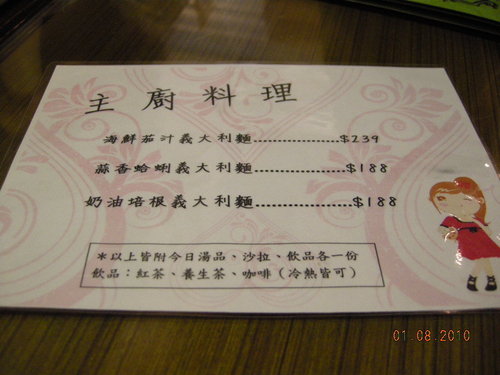 主廚料理
海鮮茄汁義大利麵..................$239
蒜香蛤蜊義大利麵..................$188
奶油培根義大利麵..................$188
*以上皆附今日湯品、沙拉、飲品各一份
飲品：紅茶、養生茶、咖啡（冷熱皆可）
01.08.2010